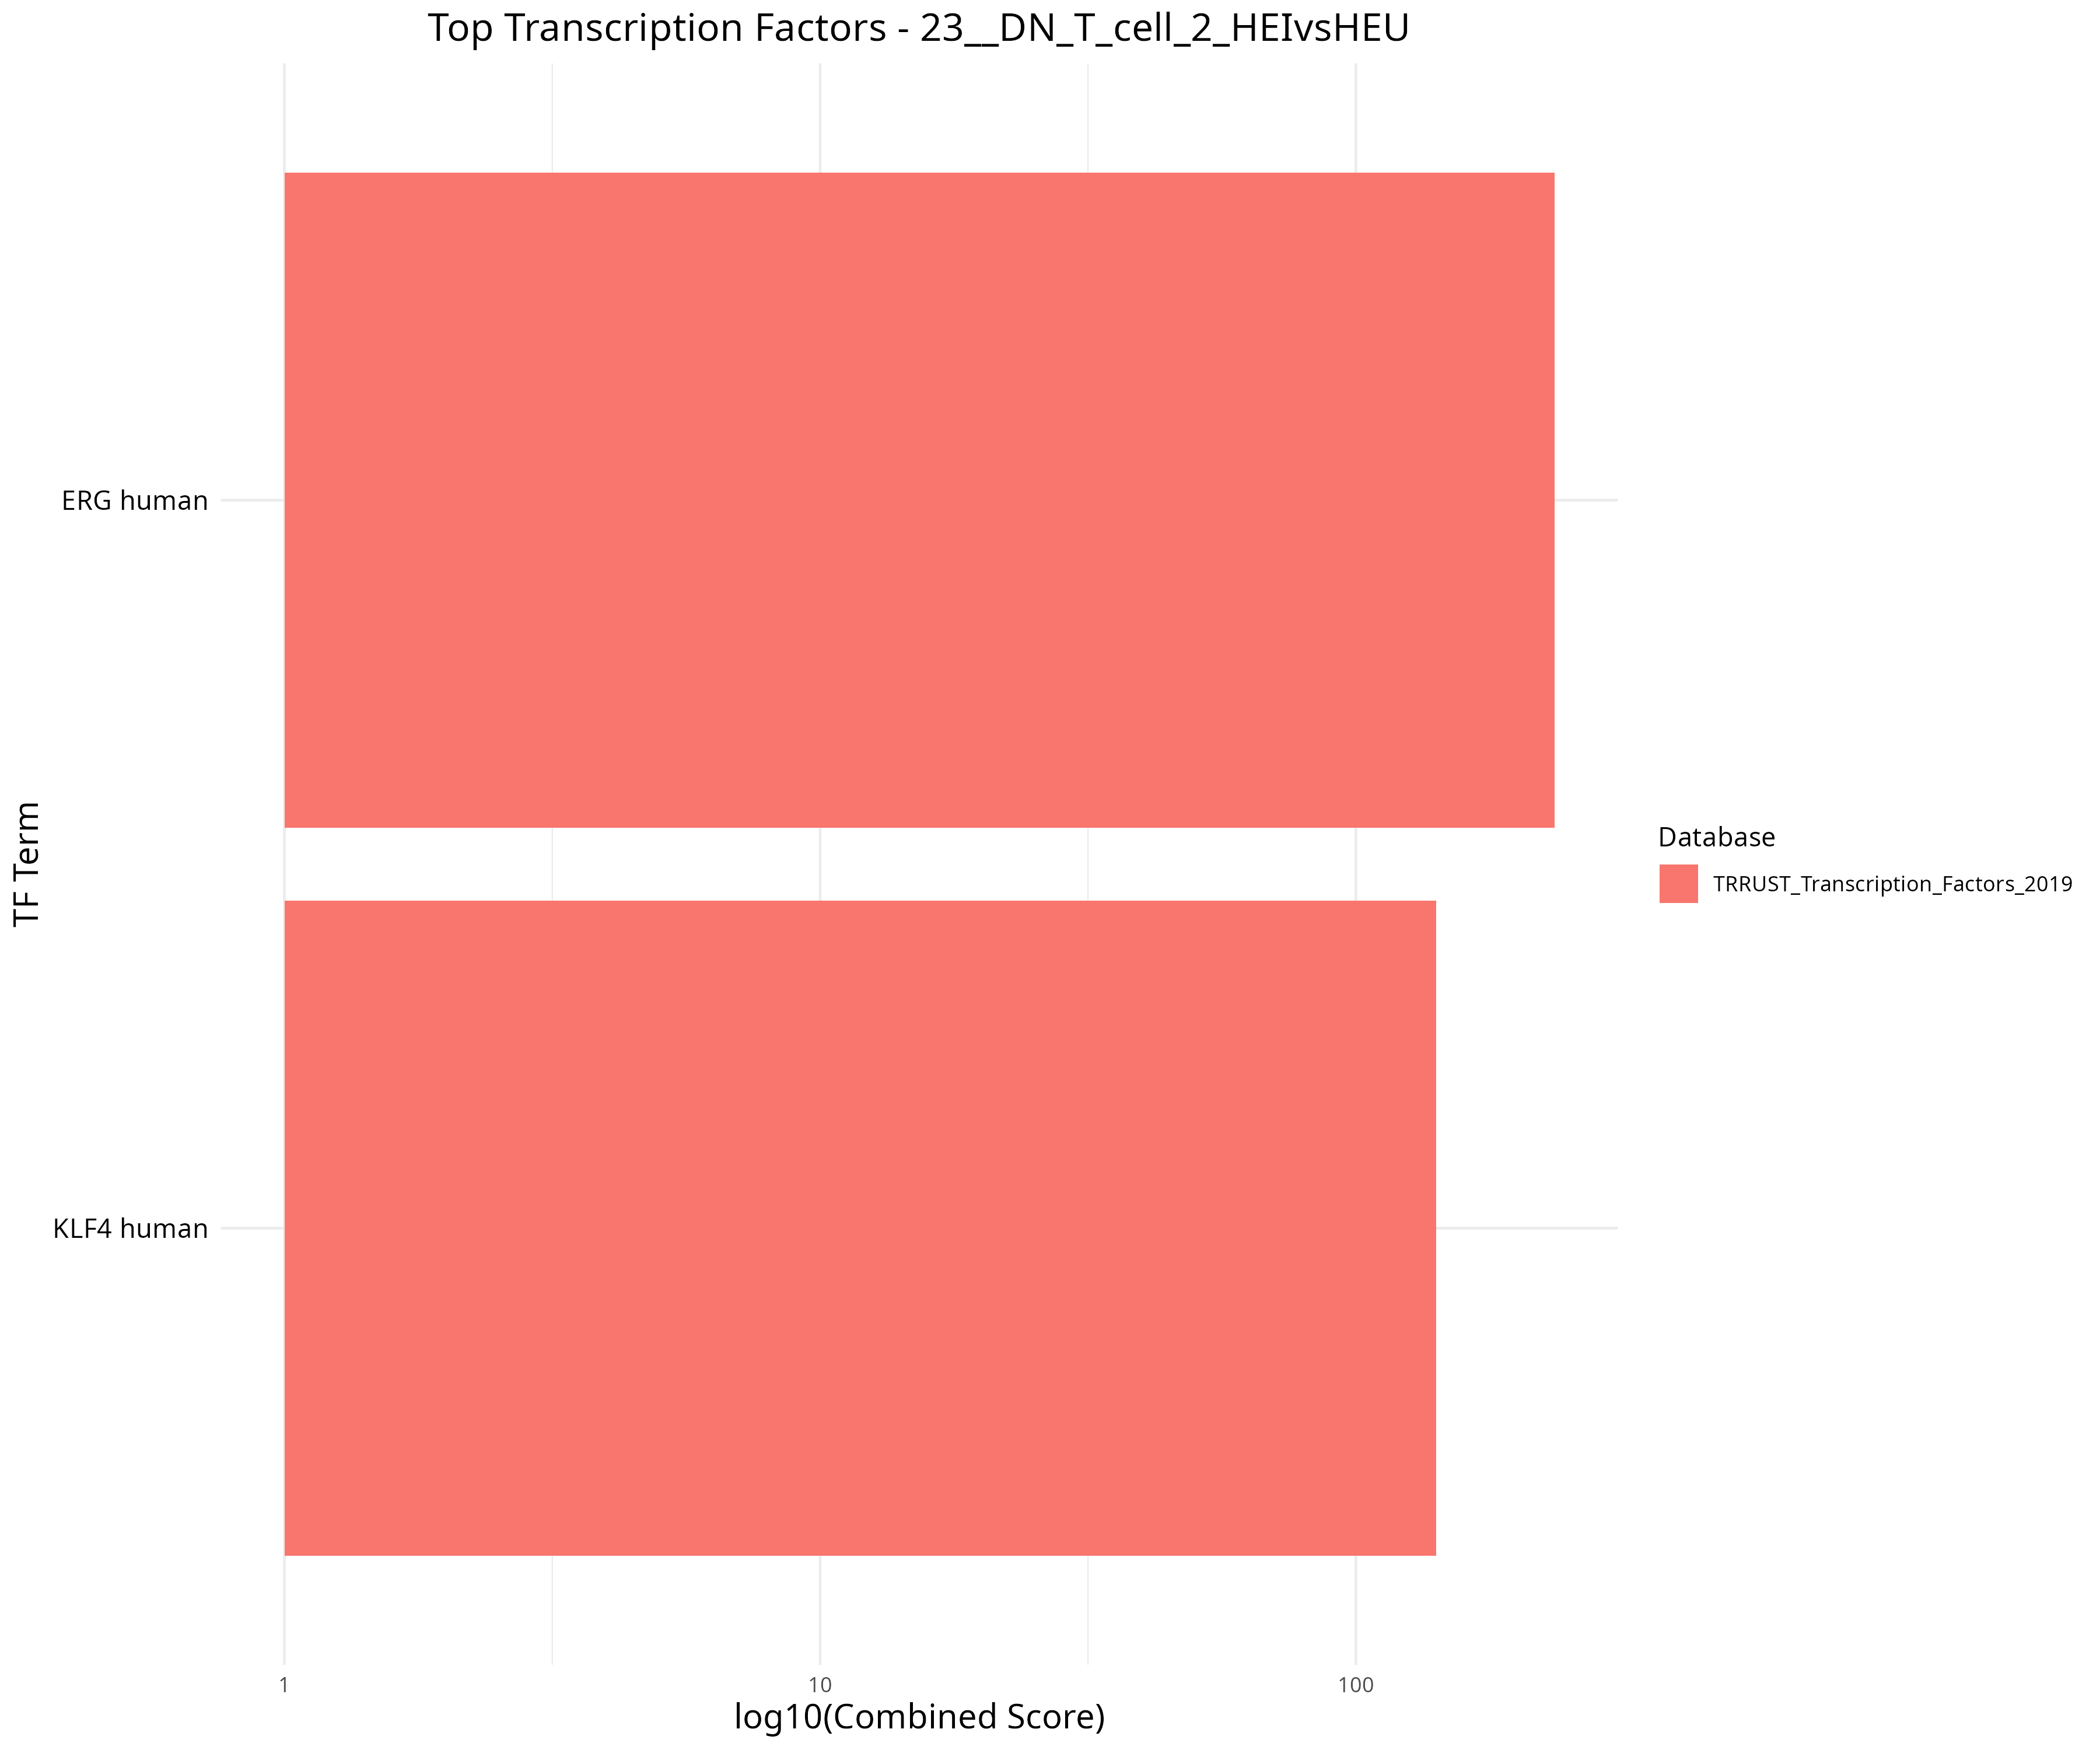 Top Transcription Factors - 23__DN_T_cell_2_HEIvsHEU
TF Term
ERG human
KLF4 human
1
10
100
log10(Combined Score)
Database
TRRUST_Transcription_Factors_2019